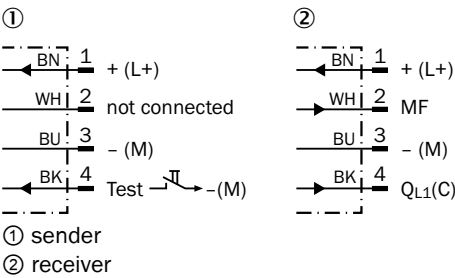 ① ②
BN 1 + (L+) BN 1 + (L+)
WH 2 not connected WH 2 MF
BU 3 – (M) BU 3 – (M)
BK 4 Test –(M) BK 4 QL1(C)
① sender
② receiver